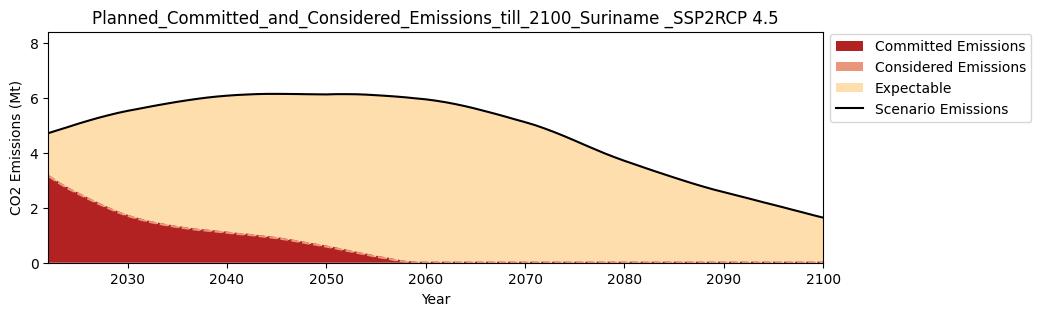 Planned_Committed_and_Considered_Emissions_till_2100_Suriname _SSP2RCP 4.5
8
6
4
2
0
CO2 Emissions (Mt)
2030 2040 2050 2060 2070 2080 2090 2100
Year
Committed Emissions
Considered Emissions
Expectable
Scenario Emissions